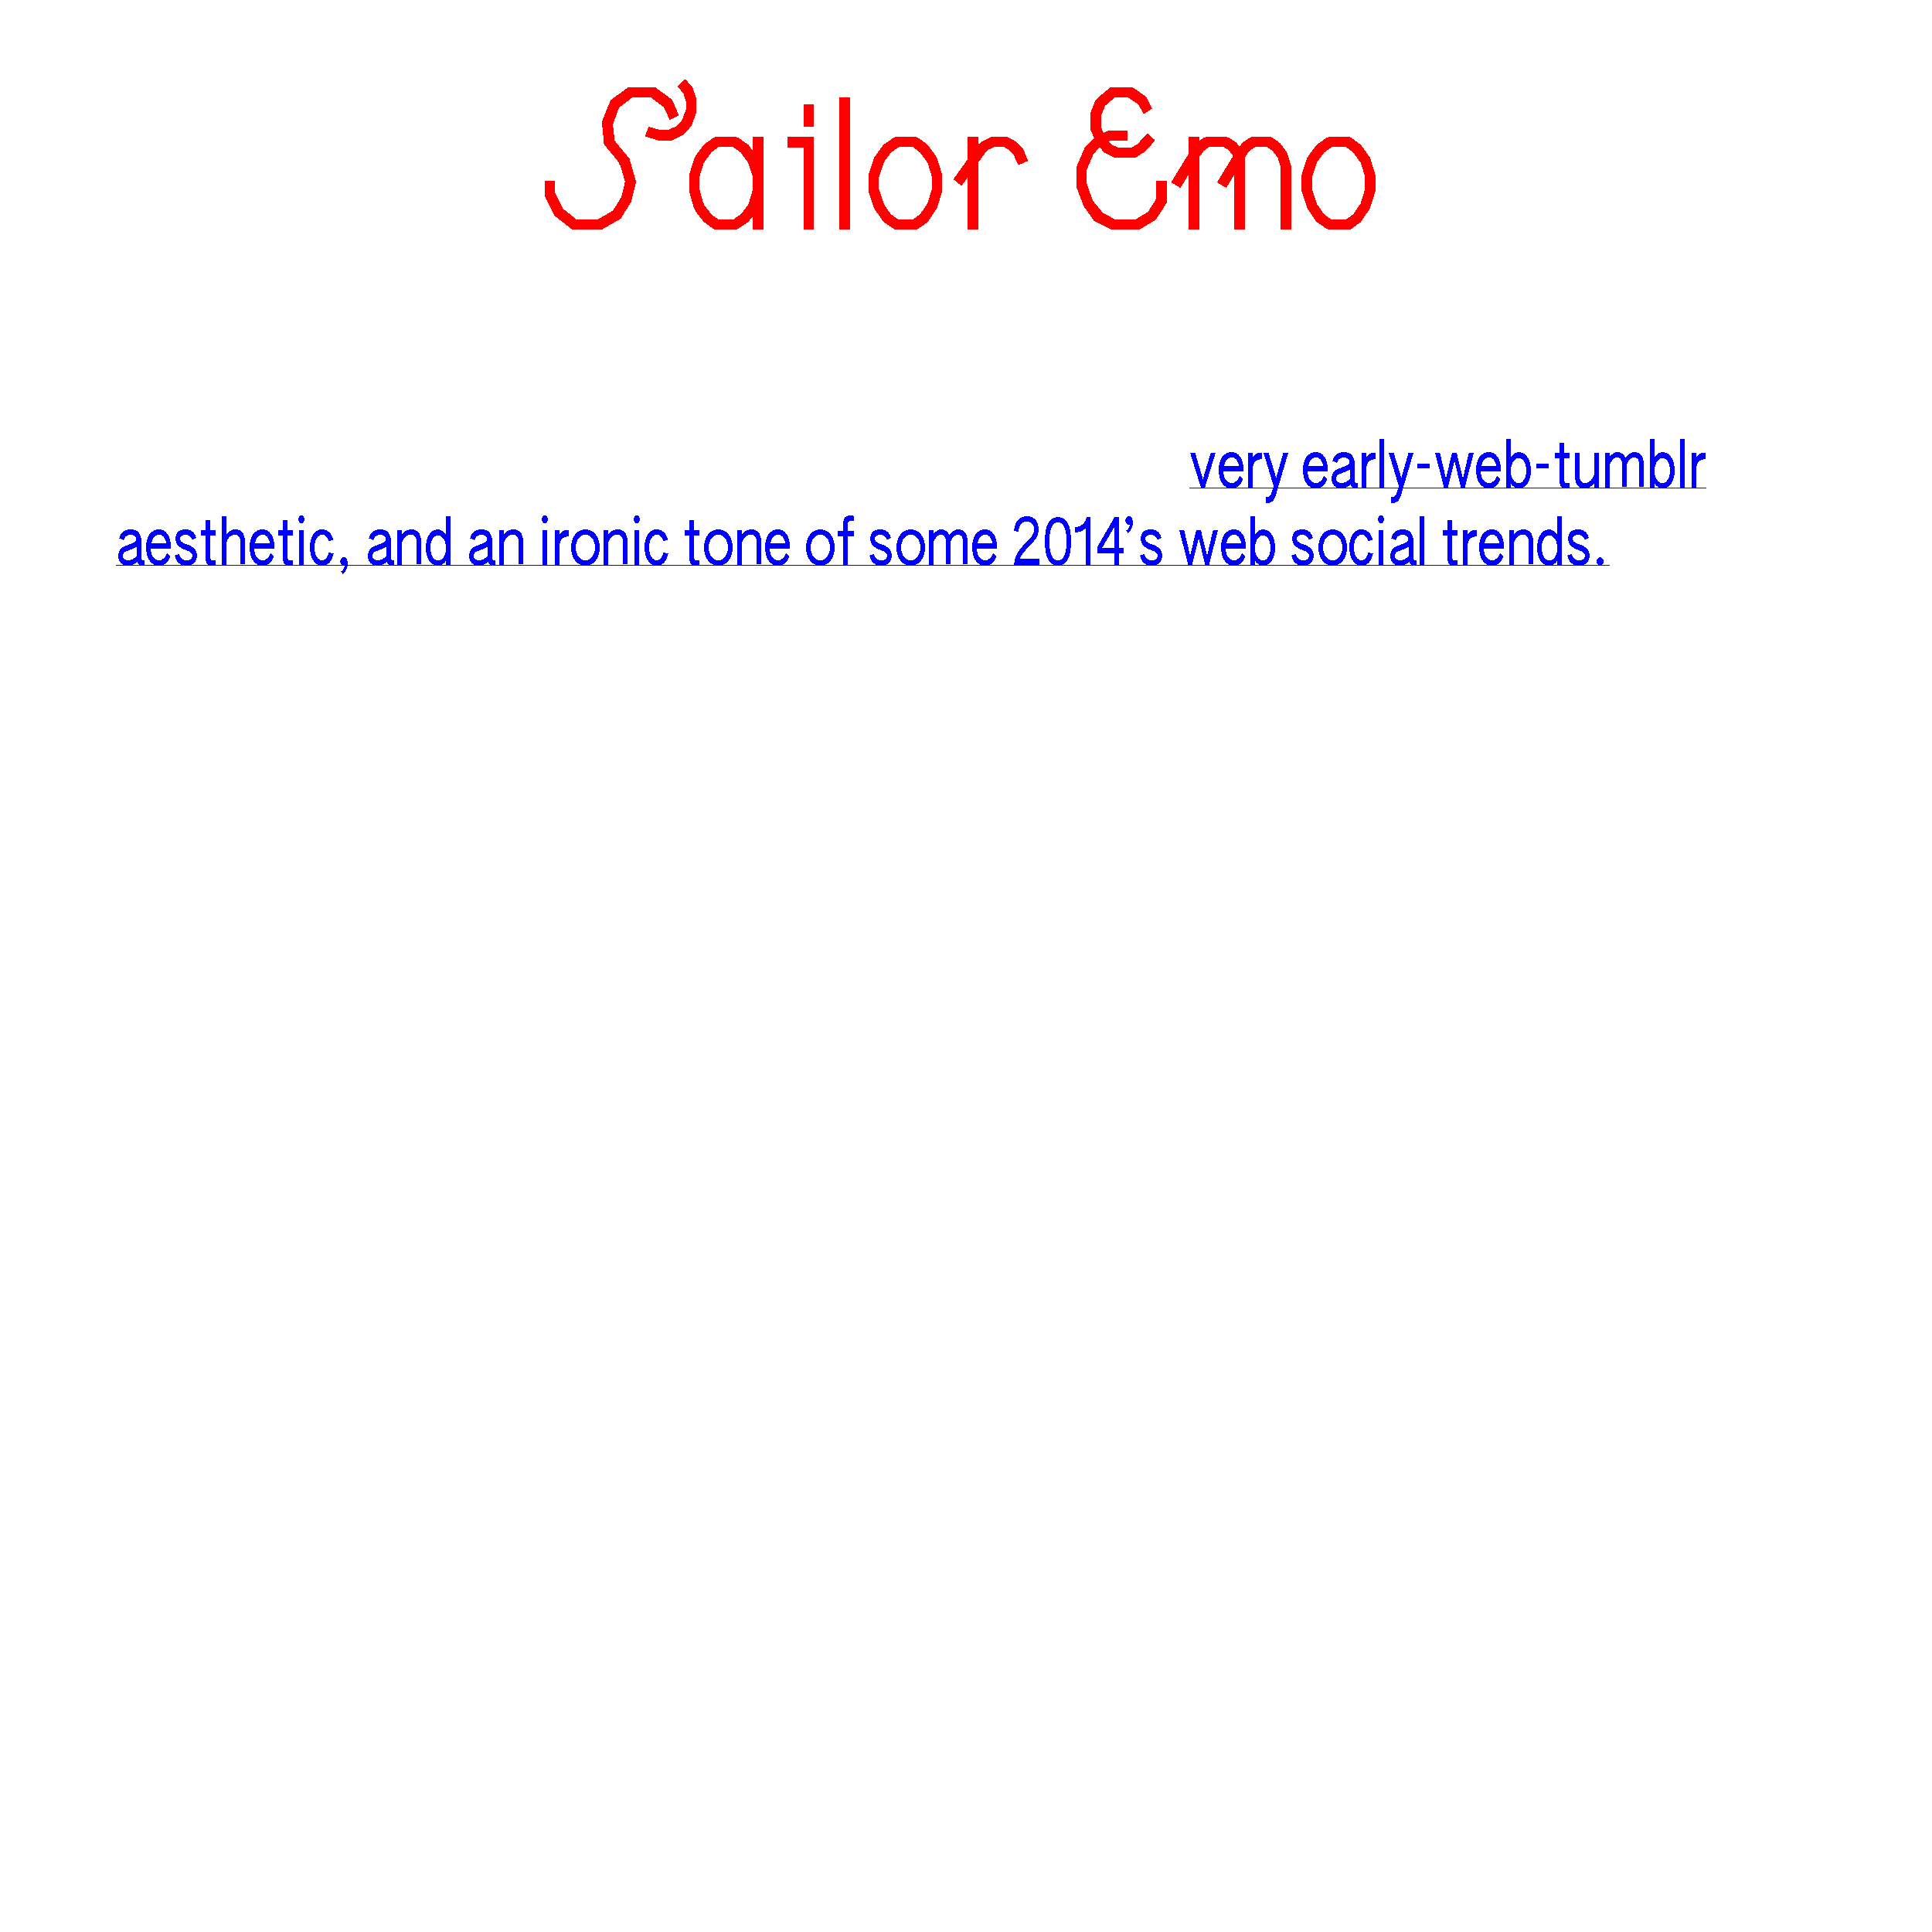 Sailor Emo
very early-web-tumblr
aesthetic, and an ironic tone of some 2014’s web social trends.